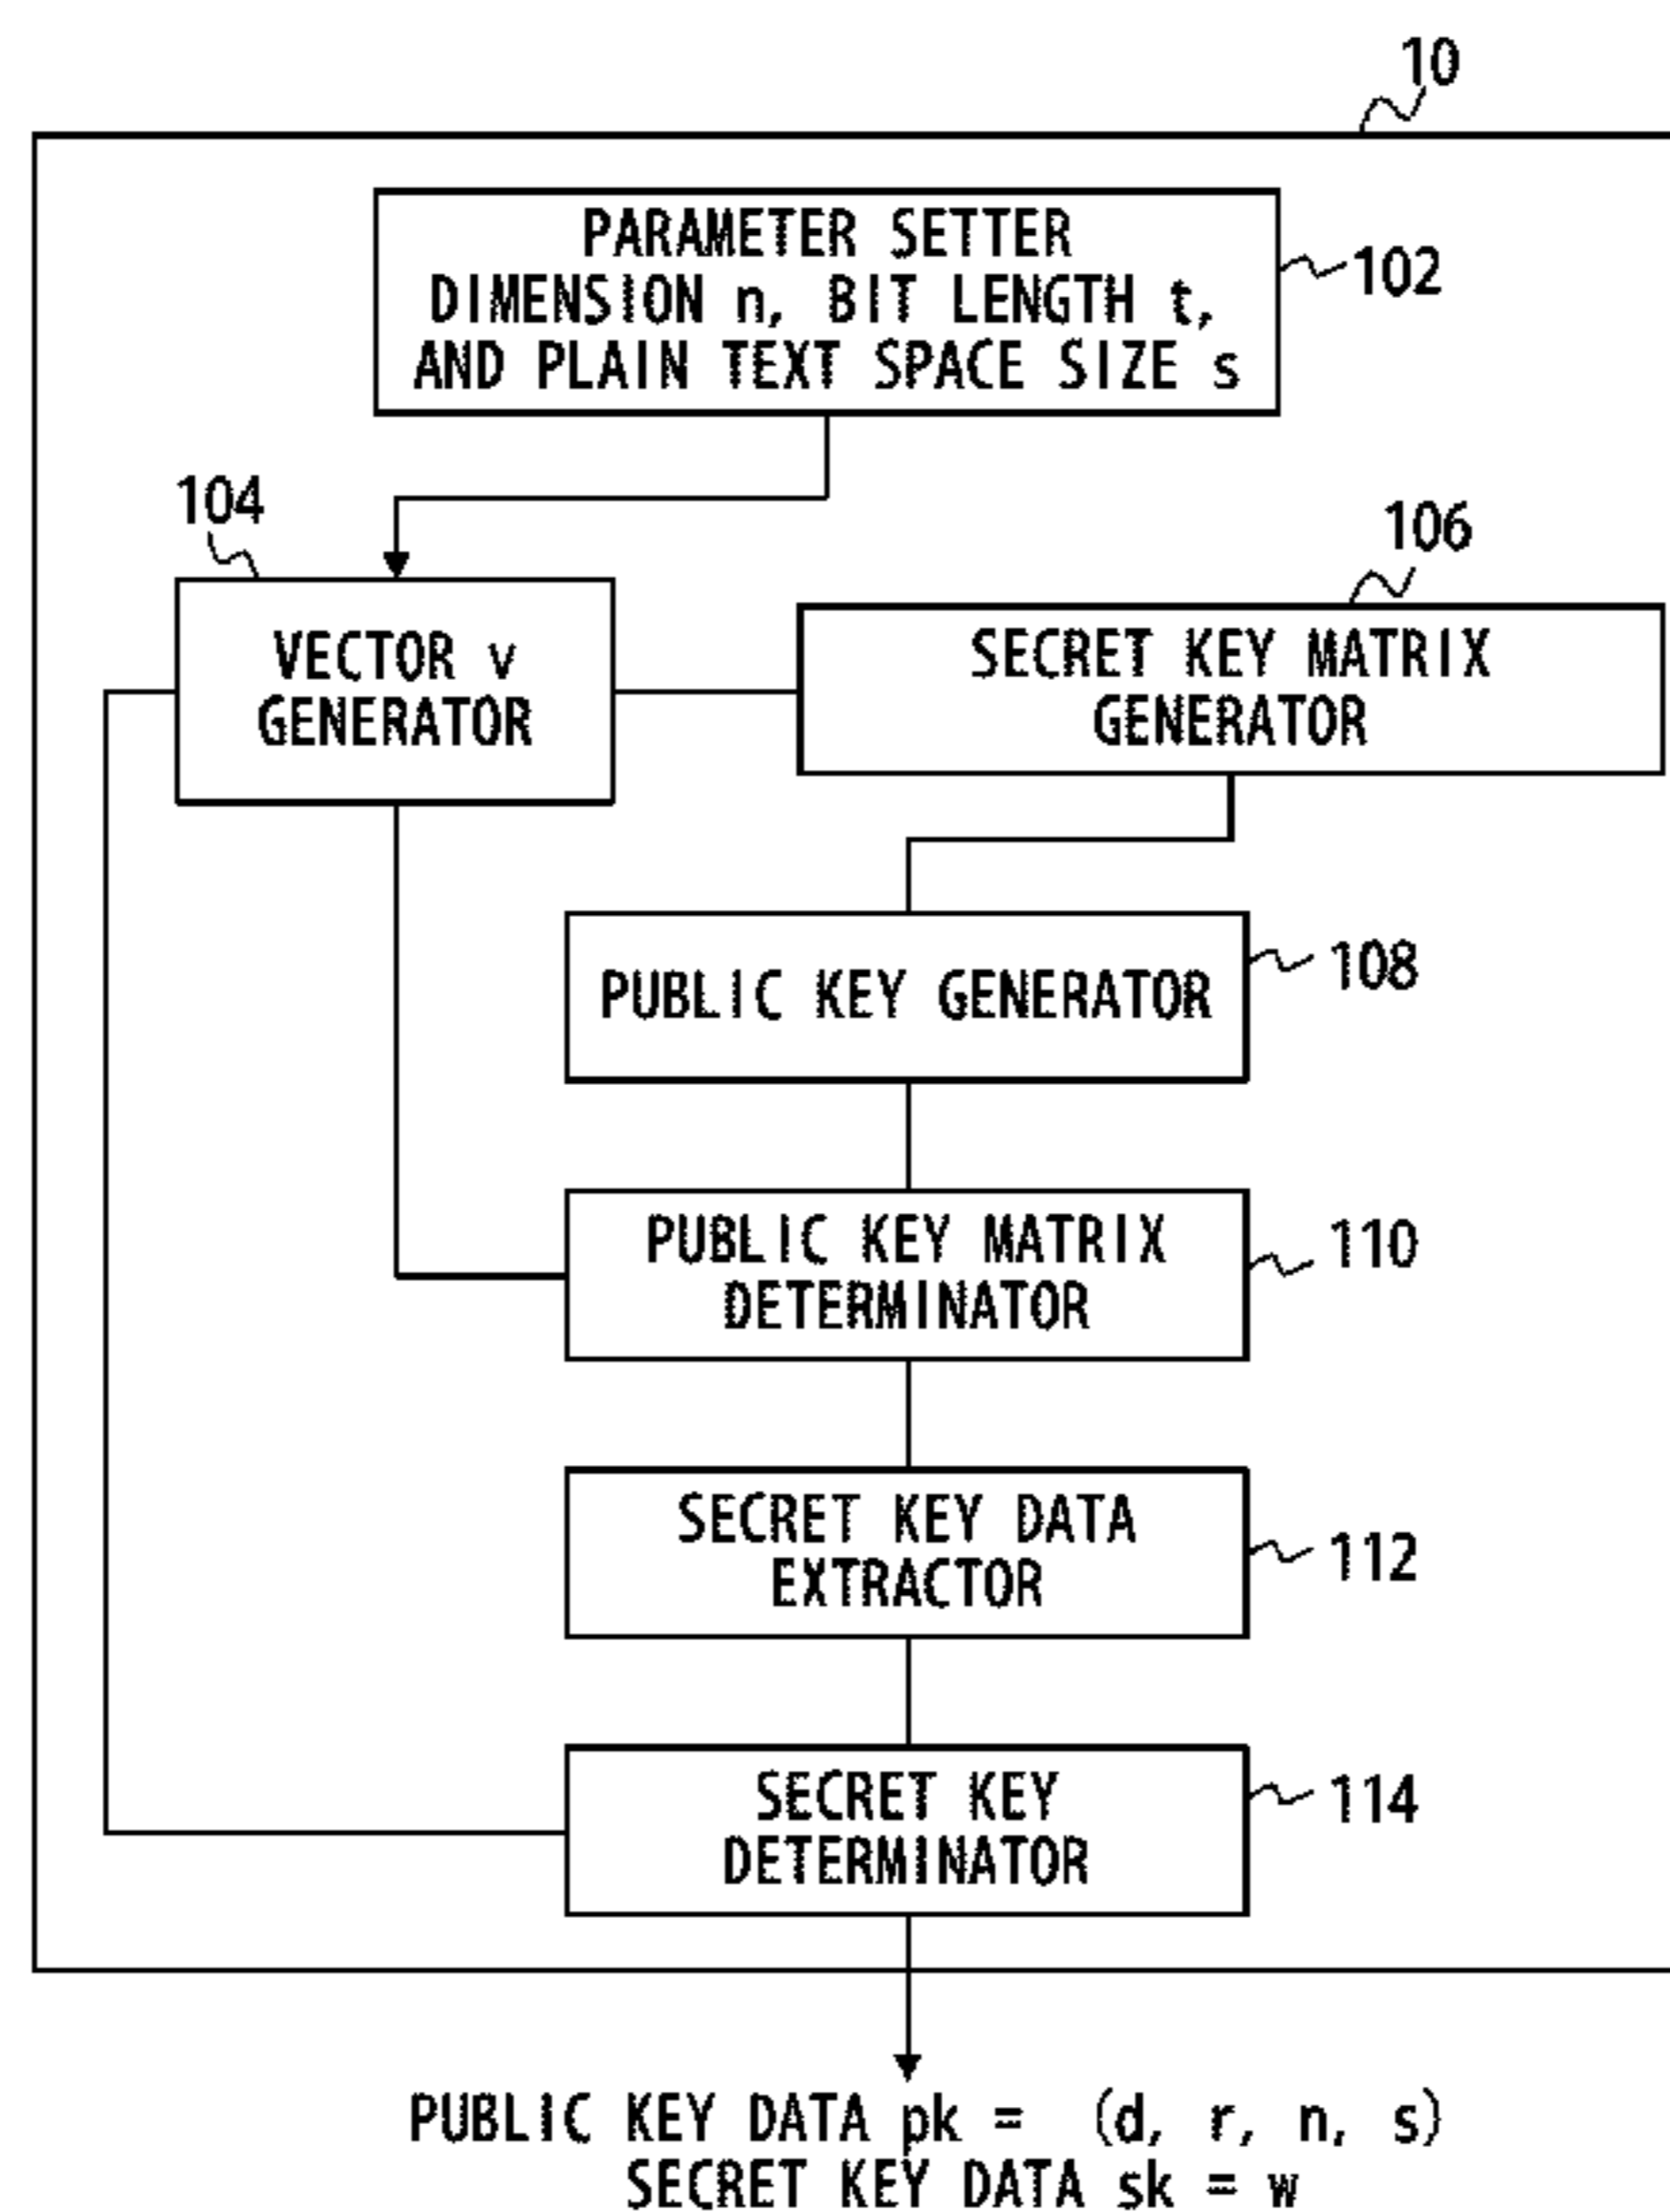 10
PARAMETER SETTER
DIMENSION n, BIT LENGTH t,
AND PLAIN TEXT SPACE SIZE s
102
104
106
VECTOR v
GENERATOR
SECRET KEY MATRIX
GENERATOR
PUBLIC KEY GENERATOR
108
PUBLIC KEY MATRIX
DETERMINATOR
110
SECRET KEY DATA
EXTRACTOR
112
SECRET KEY
DETERMINATOR
114
PUBLIC KEY DATA pk = (d, r, n, s)
SECRET KEY DATA sk = w